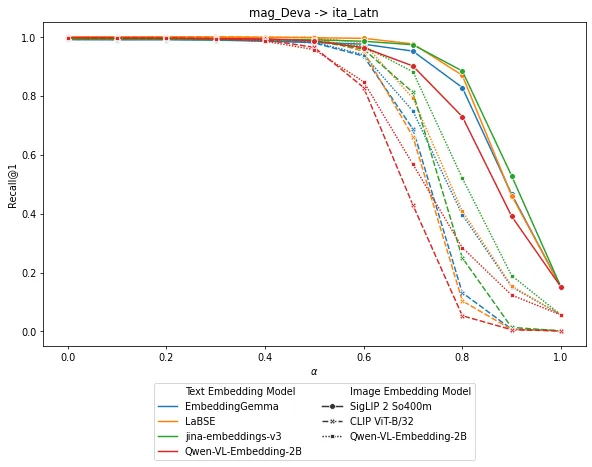 mag_Deva -> ita_Latn
Recall@1
1.0
0.8
0.6
0.4
0.2
0.0
0.0 0.2 0.4 0.6 0.8 1.0
α
Text Embedding Model
EmbeddingGemma
LaBSE
jina-embeddings-v3
Qwen-VL-Embedding-2B
Image Embedding Model
SigLIP 2 So400m
CLIP ViT-B/32
Qwen-VL-Embedding-2B